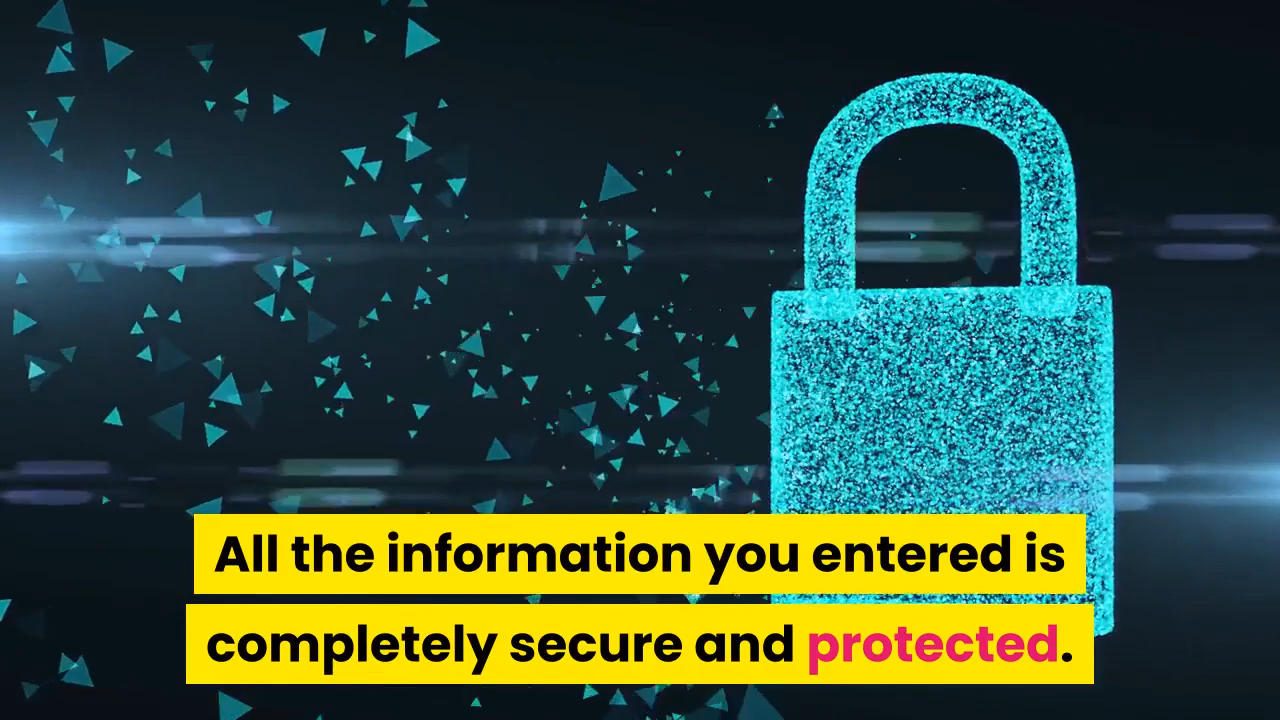 All the information you entered is
completely secure and protected.